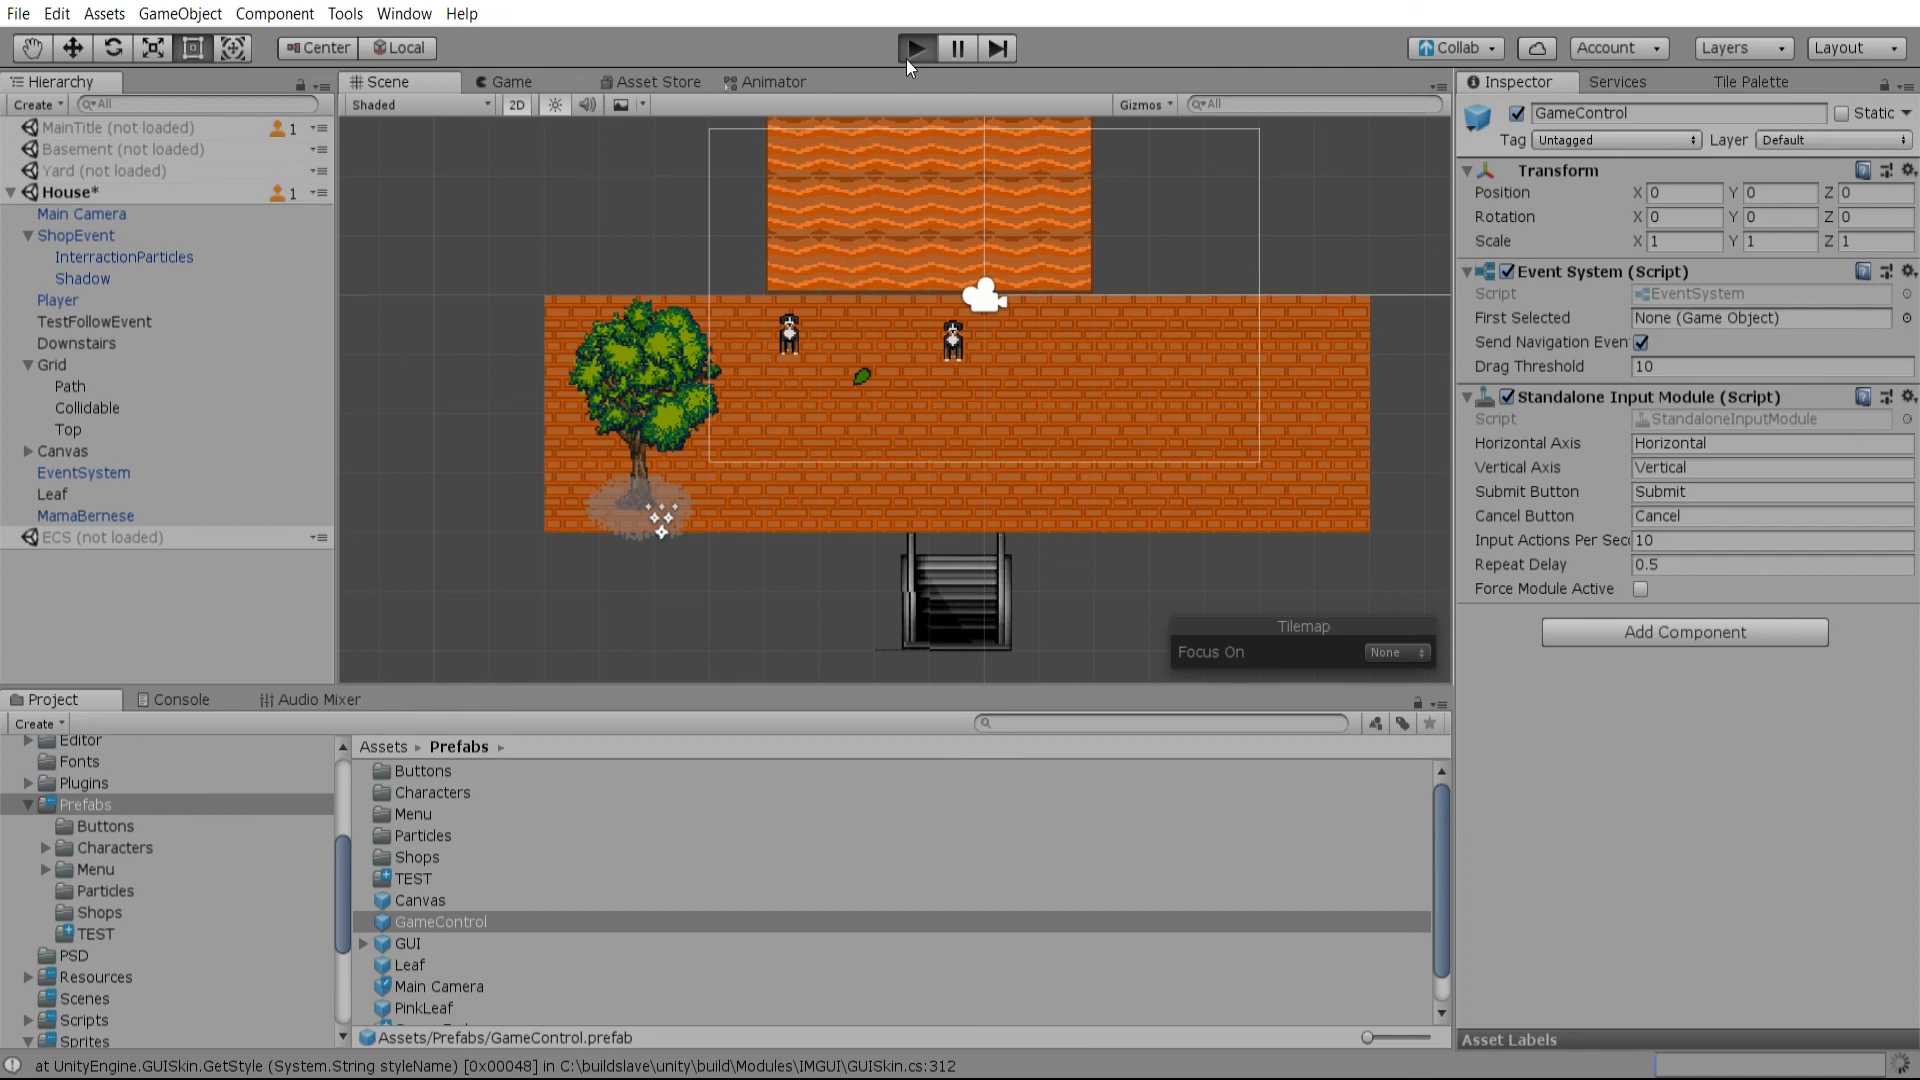 File Edit Assets GameObject Component Tools Window Help
Center Local Collab Account Layers Layout
Hierarchy
Create All
MainTitle (not loaded) 1
Basement (not loaded)
Yard (not loaded)
House* 1
Main Camera
ShopEvent
InterractionParticles
Shadow
Player
TestFollowEvent
Downstairs
Grid
Path
Collidable
Top
Canvas
EventSystem
Leaf
MamaBernese
ECS (not loaded)
Scene Game Asset Store Animator
Shaded 2D Gizmos All
Tilemap
Focus On None
Inspector Services Tile Palette
GameControl Static
Tag Untagged Layer Default
Transform
Position X 0 Y 0 Z 0
Rotation X 0 Y 0 Z 0
Scale X 1 Y 1 Z 1
Event System (Script)
Script EventSystem
First Selected None (Game Object)
Send Navigation Even
Drag Threshold 10
Standalone Input Module (Script)
Script StandaloneInputModule
Horizontal Axis Horizontal
Vertical Axis Vertical
Submit Button Submit
Cancel Button Cancel
Input Actions Per Sec 10
Repeat Delay 0.5
Force Module Active
Add Component
Asset Labels
Project Console Audio Mixer
Create
Editor
Fonts
Plugins
Prefabs
Buttons
Characters
Menu
Particles
Shops
TEST
PSD
Resources
Scenes
Scripts
Sprites
Assets Prefabs
Buttons
Characters
Menu
Particles
Shops
TEST
Canvas
GameControl
GUI
Leaf
Main Camera
PinkLeaf
Assets/Prefabs/GameControl.prefab
at UnityEngine.GUISkin.GetStyle (System.String styleName) [0x00048] in C:\buildslave\unity\build\Modules\IMGUI\GUISkin.cs:312